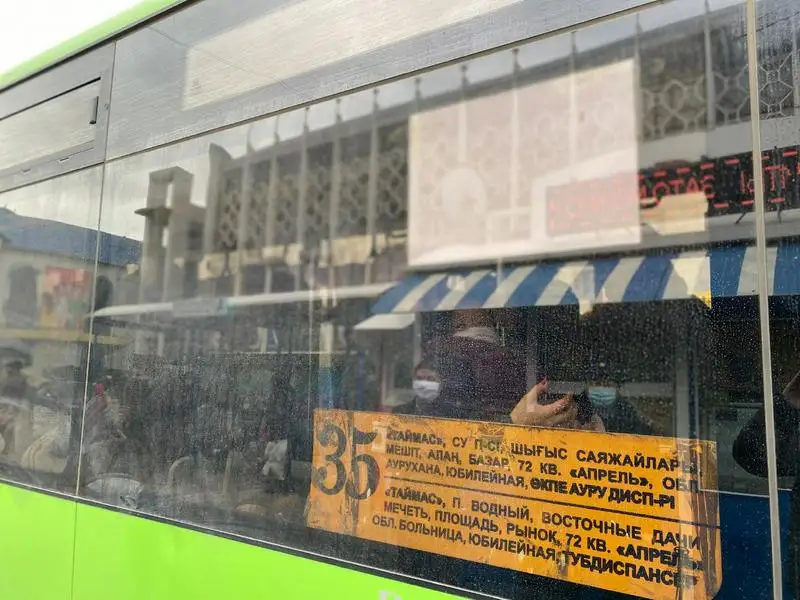 35
«ТАЙМАС», СУ П-СТ, ШЫҒЫС САЯЖАЙЛАРЫ,
МЕШІТ, АЛАҢ, БАЗАР, 72 КВ. «АПРЕЛЬ», ОБЛ.
АУРУХАНА, ЮБИЛЕЙНАЯ, ӨКПЕ АУРУ ДИСП-РІ
«ТАЙМАС», П. ВОДНЫЙ, ВОСТОЧНЫЕ ДАЧИ
МЕЧЕТЬ, ПЛОЩАДЬ, РЫНОК, 72 КВ. «АПРЕЛЬ»
ОБЛ. БОЛЬНИЦА, ЮБИЛЕЙНАЯ, ТУБДИСПАНСЕР